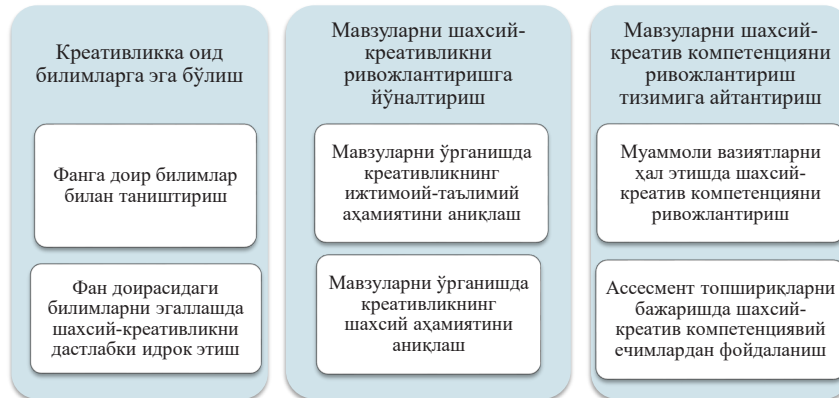 Креативликка оид
билимларга эга бўлиш
Фанга доир билимлар
билан таништириш
Фан доирасидаги
билимларни эгаллашда
шахсий-креативликни
дастлабки идрок этиш
Мавзуларни шахсий-
креативликни
ривожлантиришга
йўналтириш
Мавзуларни ўрганишда
креативликнинг
ижтимоий-таълимий
аҳамиятини аниқлаш
Мавзуларни ўрганишда
креативликнинг
шахсий аҳамиятини
аниқлаш
Мавзуларни шахсий-
креатив компетенцияни
ривожлантириш
тизимига айтантириш
Муаммоли вазиятларни
ҳал этишда шахсий-
креатив компетенцияни
ривожлантириш
Ассесмент топшириқларни
бажаришда шахсий-
креатив компетенциявий
ечимлардан фойдаланиш